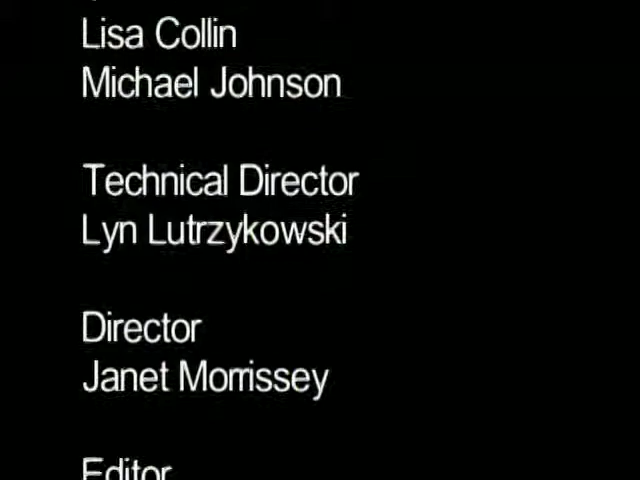 Lisa Collin
Michael Johnson
Technical Director
Lyn Lutrzykowski
Director
Janet Morrissey
Editor